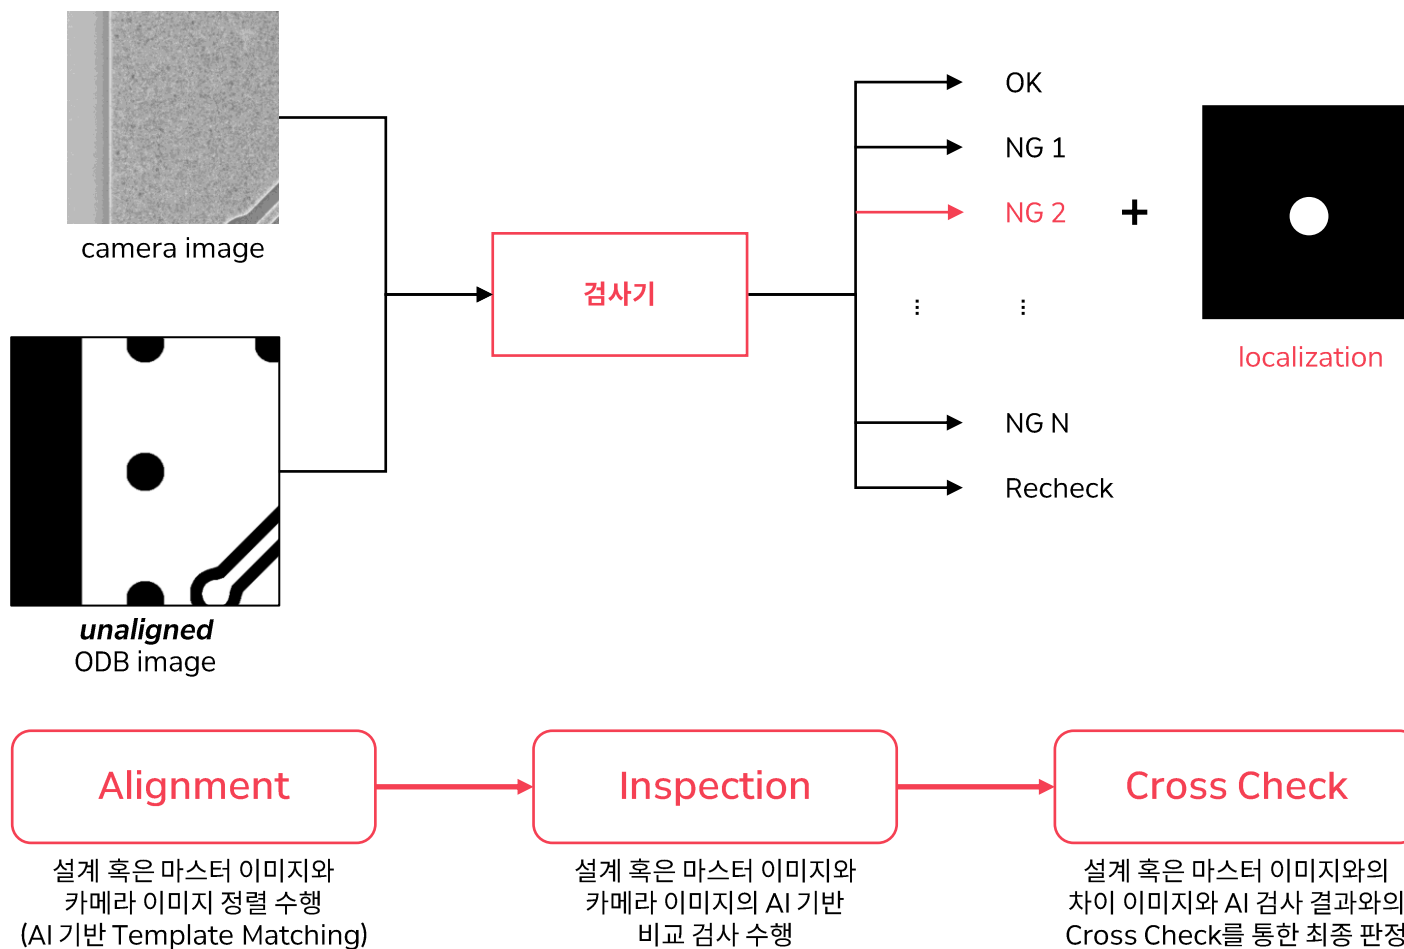 camera image
unaligned
ODB image
검사기
OK
NG 1
NG 2
+
⋮ ⋮
NG N
Recheck
localization
Alignment
설계 혹은 마스터 이미지와
카메라 이미지 정렬 수행
(AI 기반 Template Matching)
Inspection
설계 혹은 마스터 이미지와
카메라 이미지의 AI 기반
비교 검사 수행
Cross Check
설계 혹은 마스터 이미지와의
차이 이미지와 AI 검사 결과와의
Cross Check를 통한 최종 판정